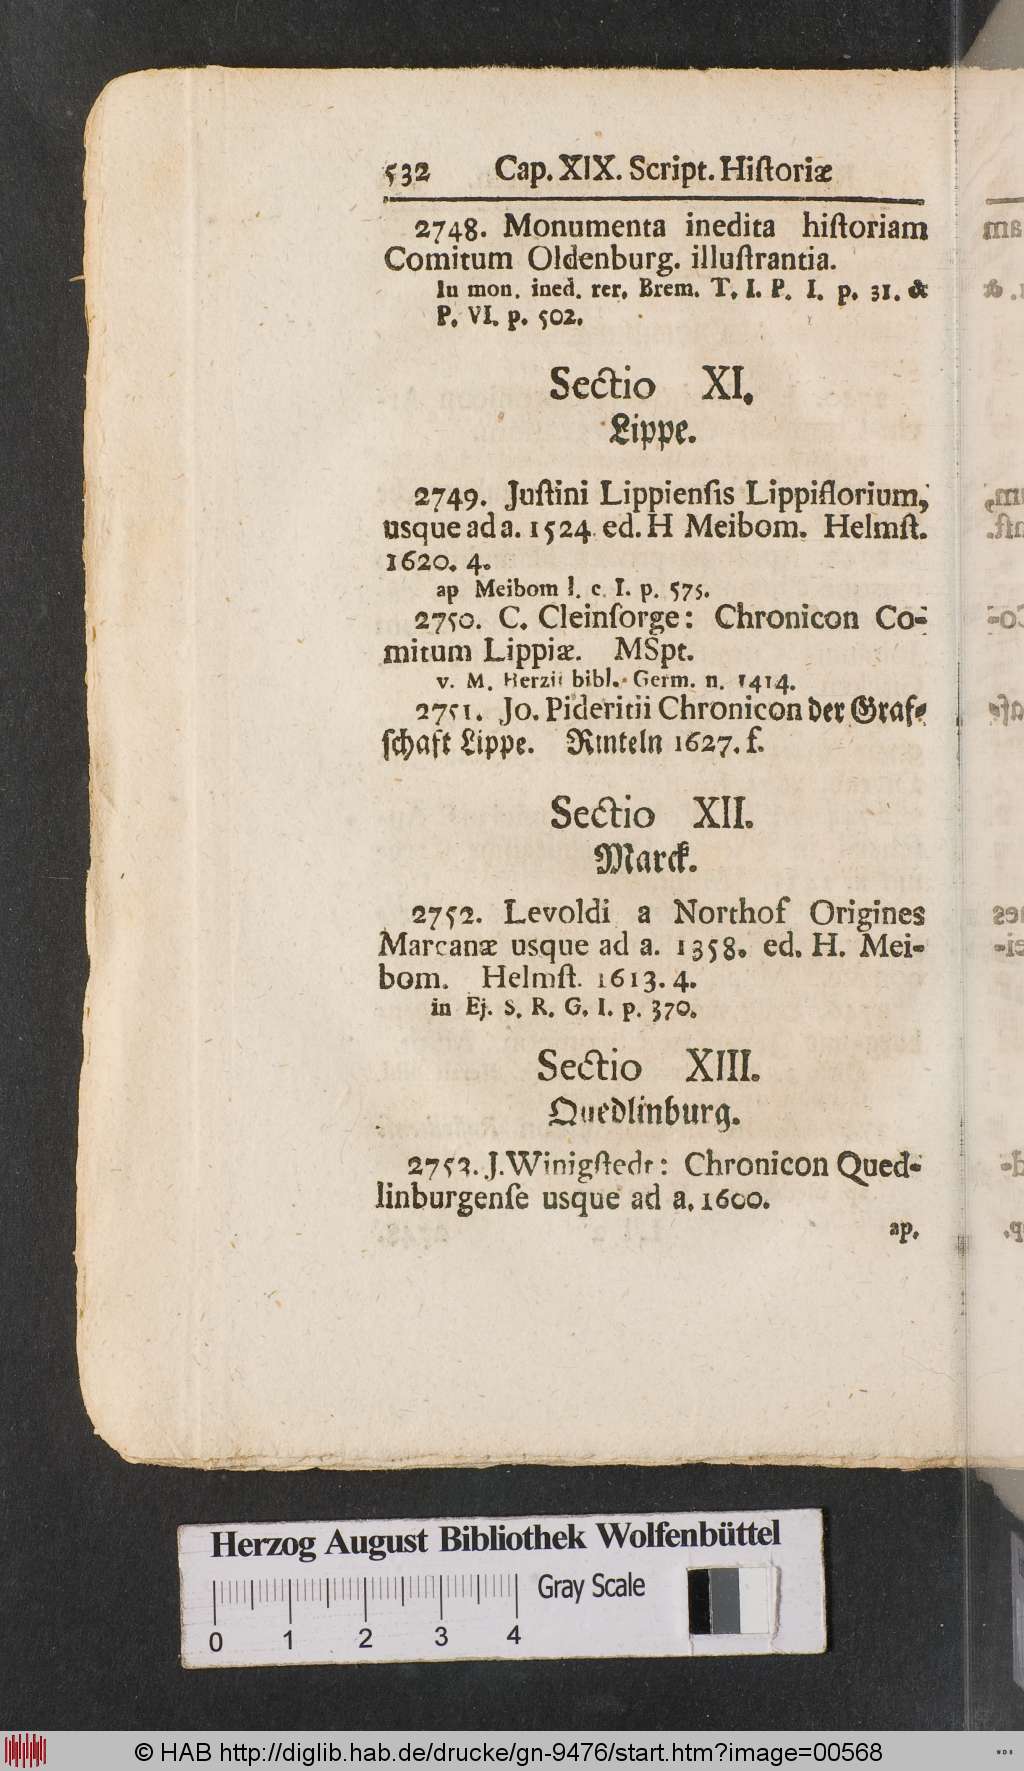 532 Cap. XIX. Script. Hiſtoriæ
2748. Monumenta inedita hiſtoriam
Comitum Oldenburg. illuſtrantia.
In mon. ined. rer. Brem. T. I. P. I. p. 31. &
P. VI. p. 502.
Sectio XI.
Lippe.
2749. Juſtini Lippienſis Lippiflorium,
usque ad a. 1524. ed. H Meibom. Helmſt.
1620. 4.
ap Meibom l. c. I. p. 575.
2750. C. Cleinſorge: Chronicon Co-
mitum Lippiæ. MSpt.
v. M. Herzii bibl. Germ. n. 1414.
2751. Jo. Pideritii Chronicon der Graf-
ſchaft Lippe. Rinteln 1627. f.
Sectio XII.
Marck.
2752. Levoldi a Northof Origines
Marcanæ usque ad a. 1358. ed. H. Mei-
bom. Helmſt. 1613. 4.
in Ej. S. R. G. I. p. 370.
Sectio XIII.
Quedlinburg.
2753. J. Winigſtedt: Chronicon Qued-
linburgenſe usque ad a. 1600.
ap.
Herzog August Bibliothek Wolfenbüttel
Gray Scale
0 1 2 3 4
© HAB http://diglib.hab.de/drucke/gn-9476/start.htm?image=00568